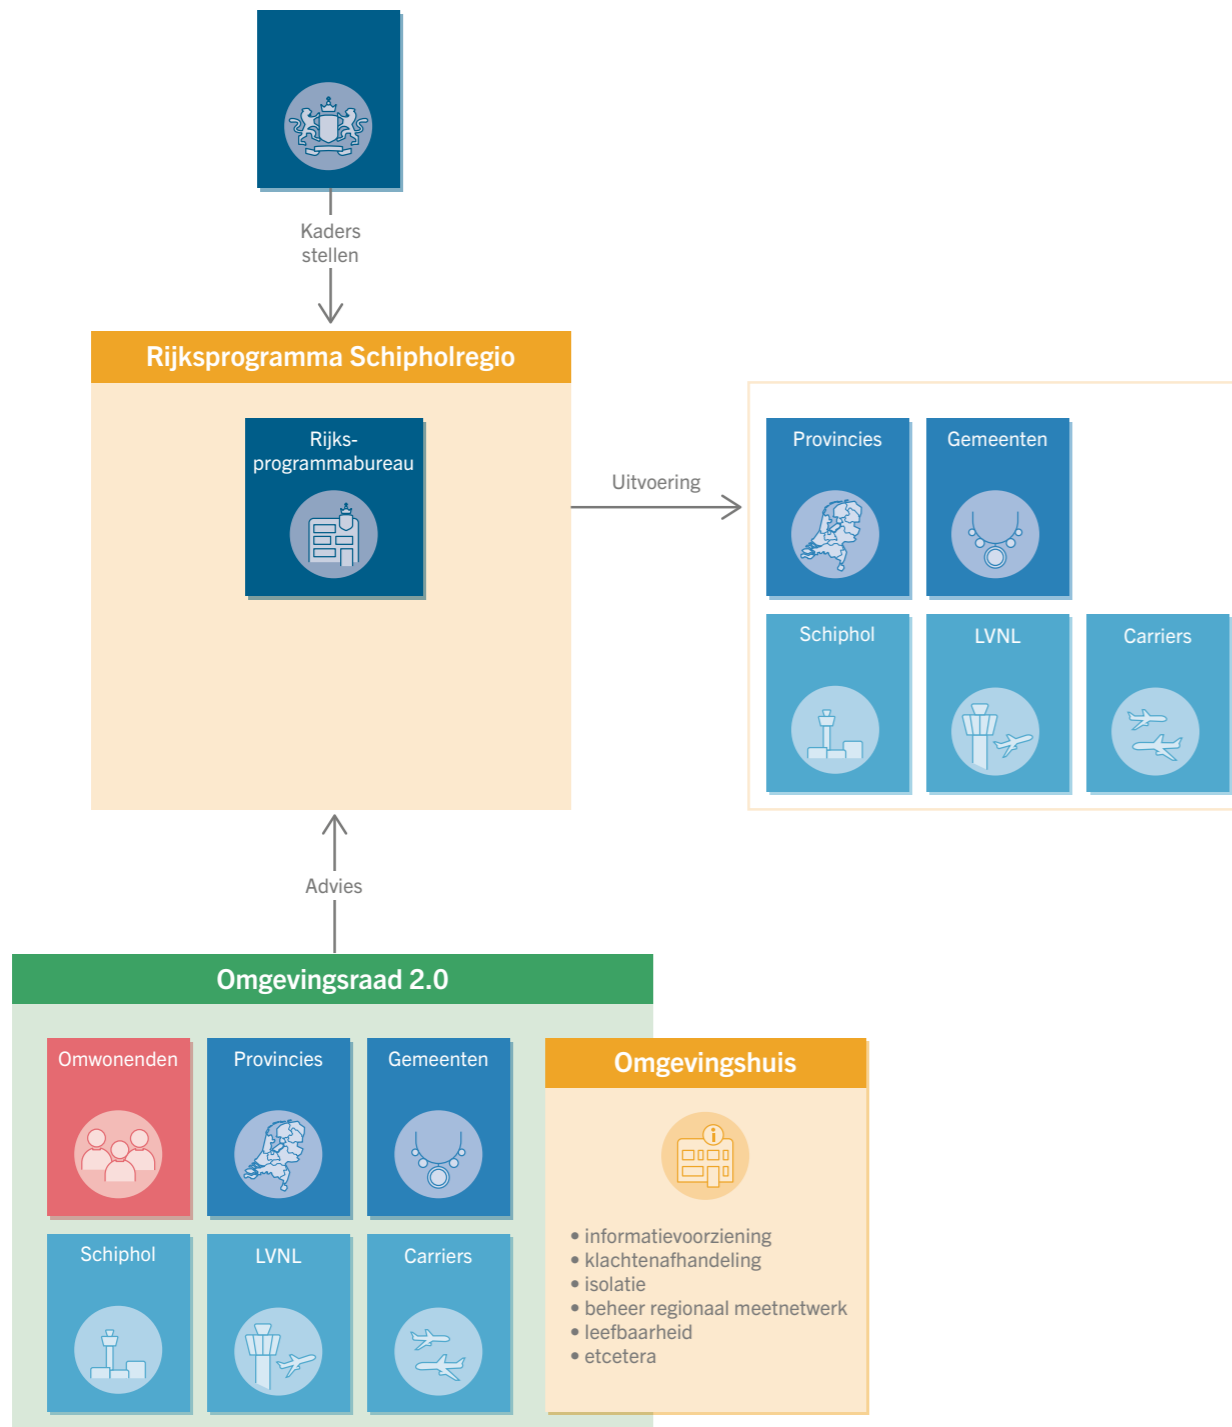 Kaders
stellen
Rijksprogramma Schipholregio
Rijks-
programmabureau
Uitvoering
Provincies
Gemeenten
Schiphol
LVNL
Carriers
Advies
Omgevingsraad 2.0
Omwonenden
Provincies
Gemeenten
Schiphol
LVNL
Carriers
Omgevingshuis
i
• informatievoorziening
• klachtenafhandeling
• isolatie
• beheer regionaal meetnetwerk
• leefbaarheid
• etcetera